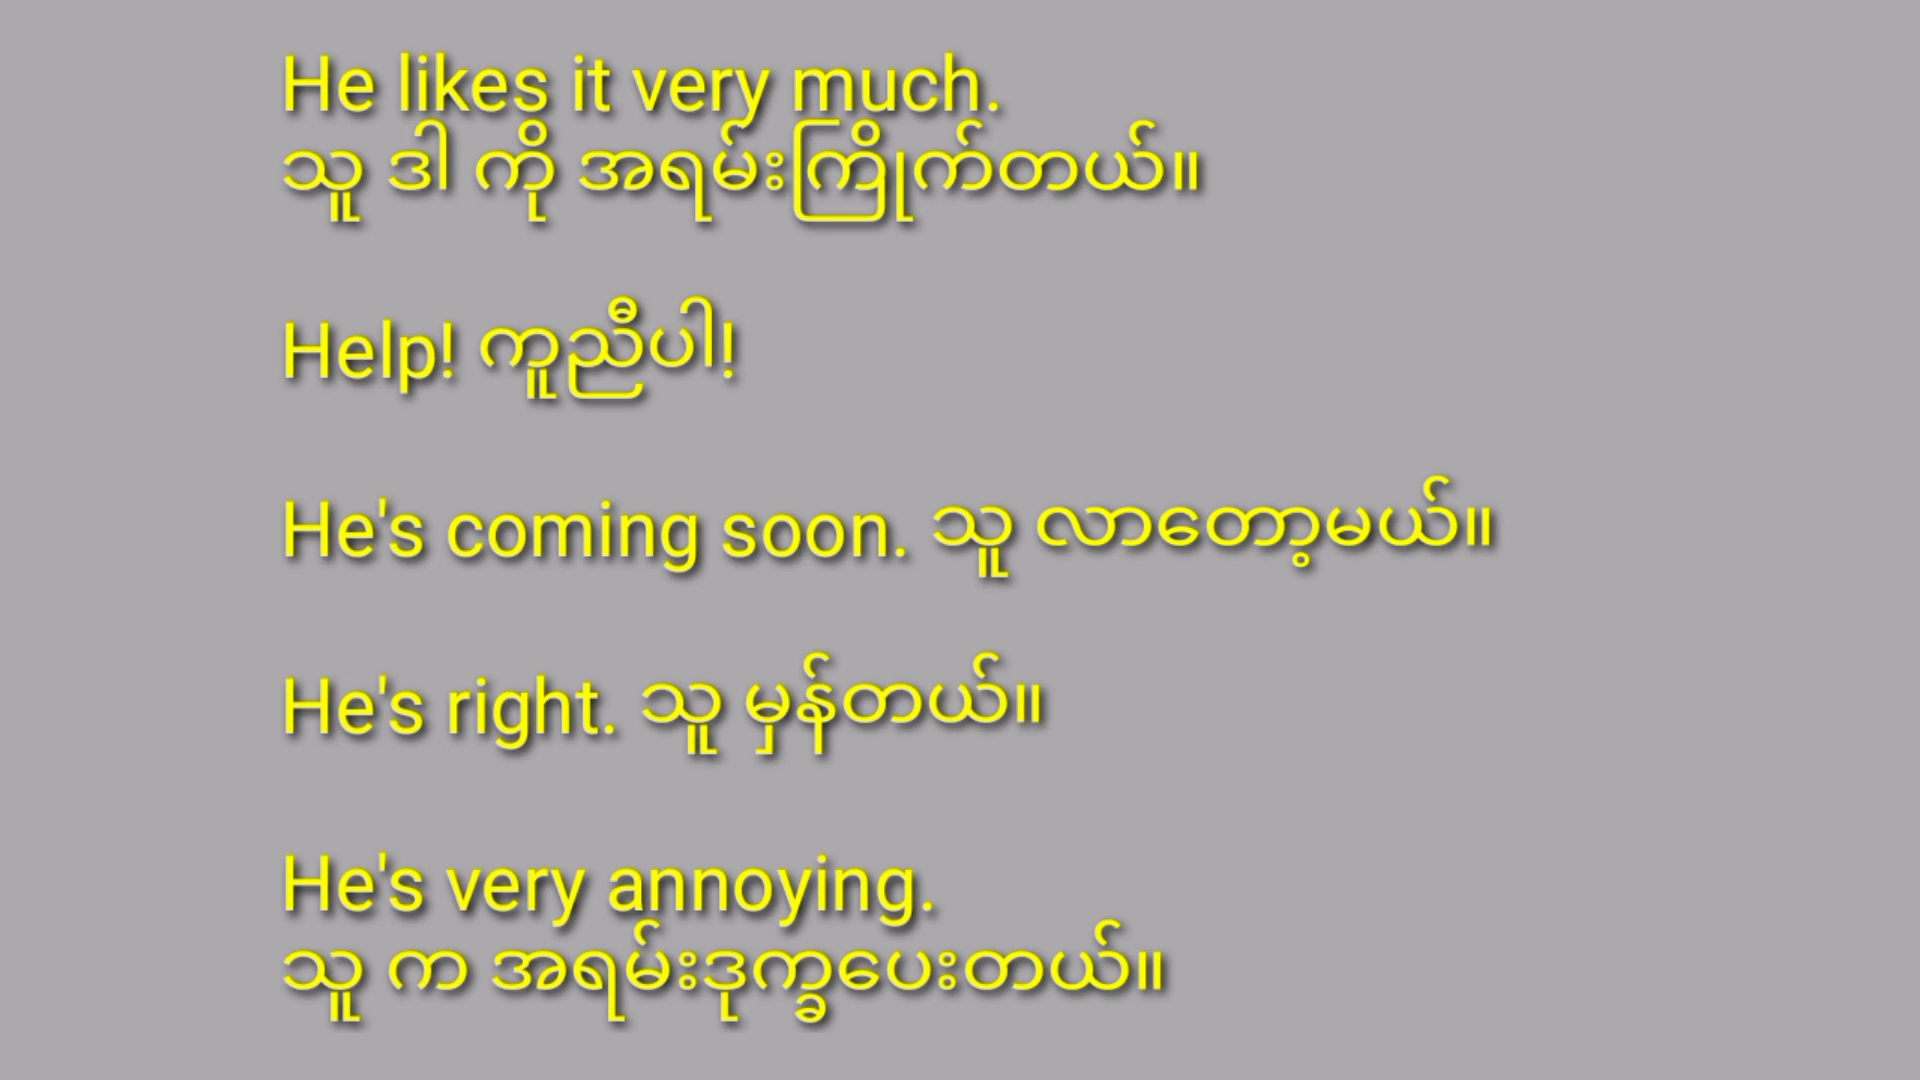 He likes it very much.
သူ ဒါ ကို အရမ်းကြိုက်တယ်။
Help! ကူညီပါ!
He's coming soon. သူ လာတော့မယ်။
He's right. သူ မှန်တယ်။
He's very annoying.
သူ က အရမ်းဒုက္ခပေးတယ်။